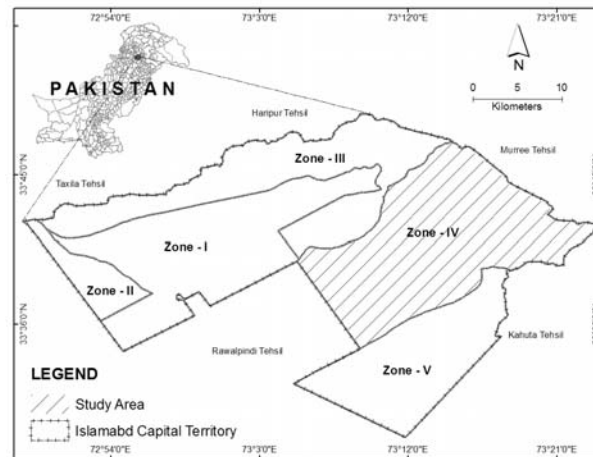 72°54'0"E 73°3'0"E 73°12'0"E 73°21'0"E
PAKISTAN
N
0 5 10
Kilometers
Haripur Tehsil
Murree Tehsil
Zone - III
33°45'0"N
Taxila Tehsil
Zone - I
Zone - IV
Zone - II
33°36'0"N
Rawalpindi Tehsil
Kahuta Tehsil
Zone - V
LEGEND
Study Area
Islamabd Capital Territory
72°54'0"E 73°3'0"E 73°12'0"E 73°21'0"E